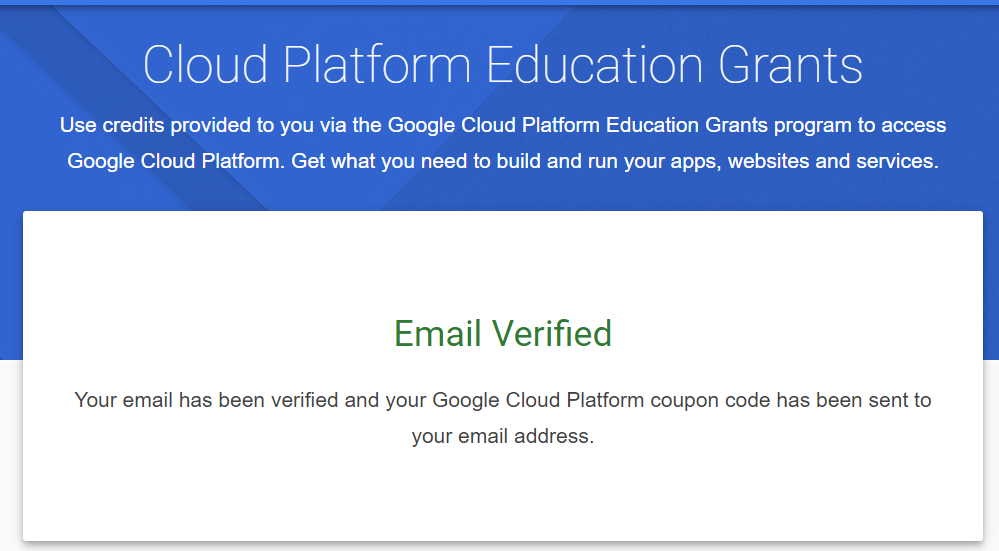 Cloud Platform Education Grants
Use credits provided to you via the Google Cloud Platform Education Grants program to access
Google Cloud Platform. Get what you need to build and run your apps, websites and services.
Email Verified
Your email has been verified and your Google Cloud Platform coupon code has been sent to
your email address.